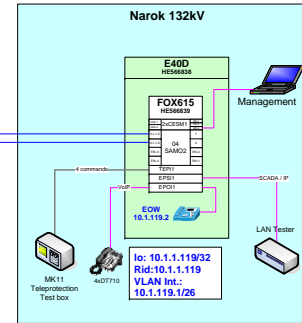 Narok 132kV
E40D
HE566838
FOX615
HE566839
2xCESM1
04
SAMO2
Management
4 commands
TEPI1
EPSI1
SCADA / IP
VoIP
EPOI1
EOW
10.1.119.2
LAN Tester
MK11
Teleprotection
Test box
4xDT710
Io: 10.1.1.119/32
Rid:10.1.1.119
VLAN Int.:
10.1.119.1/26